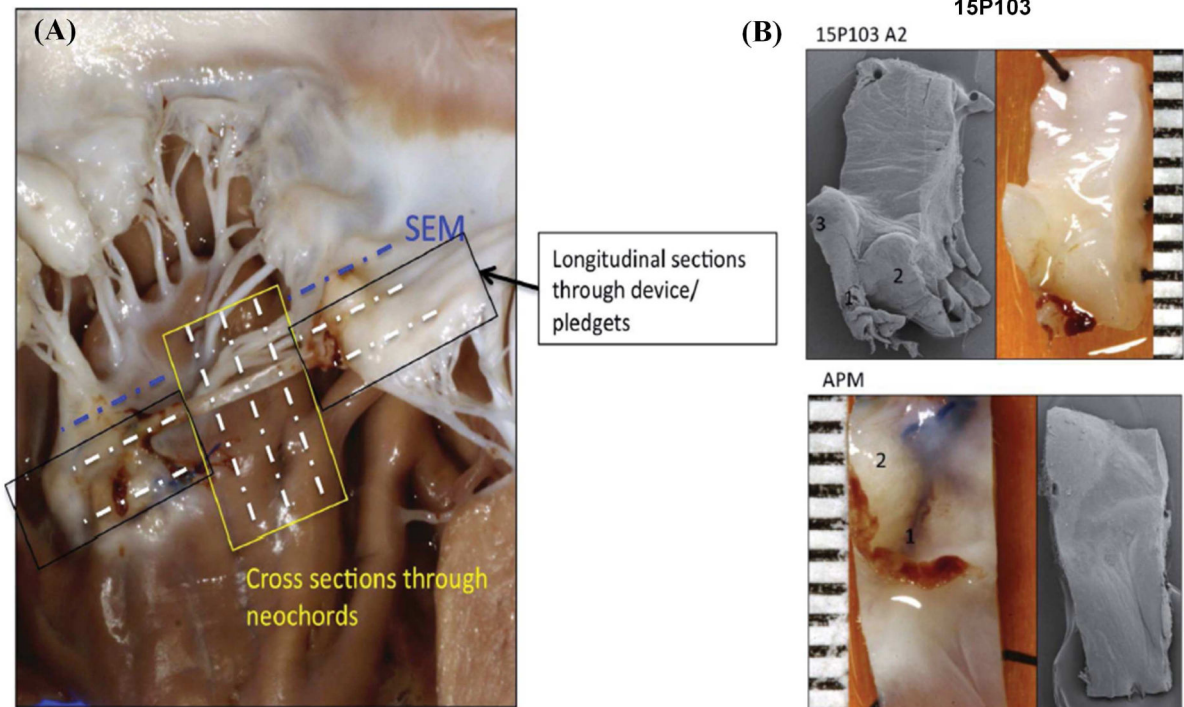 (A)
SEM
Longitudinal sections
through device/
pledgets
Cross sections through
neochords
(B)
15P103
15P103 A2
3
2
1
APM
2
1